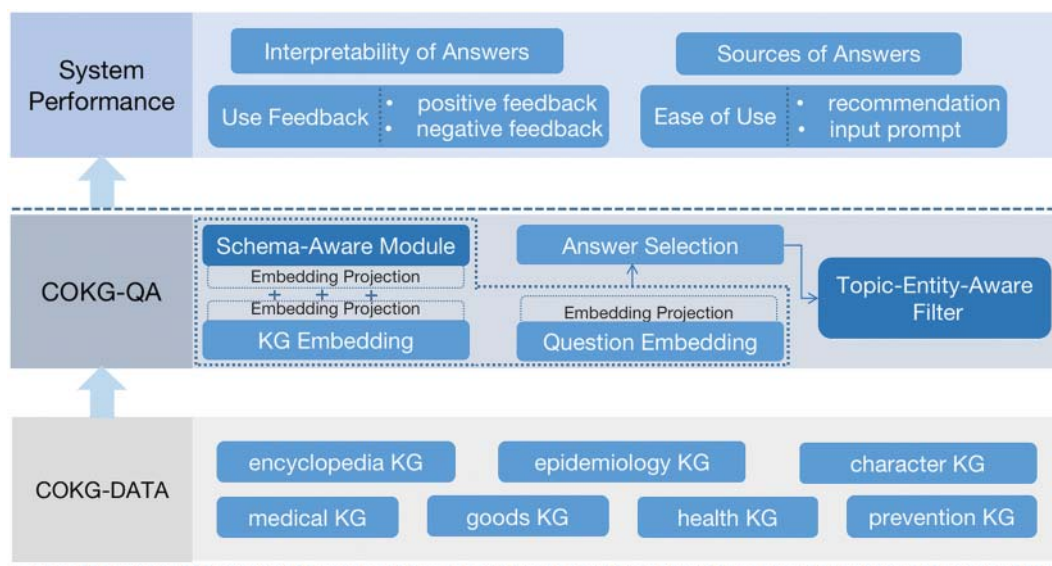 System
Performance
Interpretability of Answers
Sources of Answers
Use Feedback
• positive feedback
• negative feedback
Ease of Use
• recommendation
• input prompt
COKG-QA
Schema-Aware Module
Embedding Projection
+ + +
Embedding Projection
KG Embedding
Answer Selection
Embedding Projection
Question Embedding
Topic-Entity-Aware
Filter
COKG-DATA
encyclopedia KG
epidemiology KG
character KG
medical KG
goods KG
health KG
prevention KG